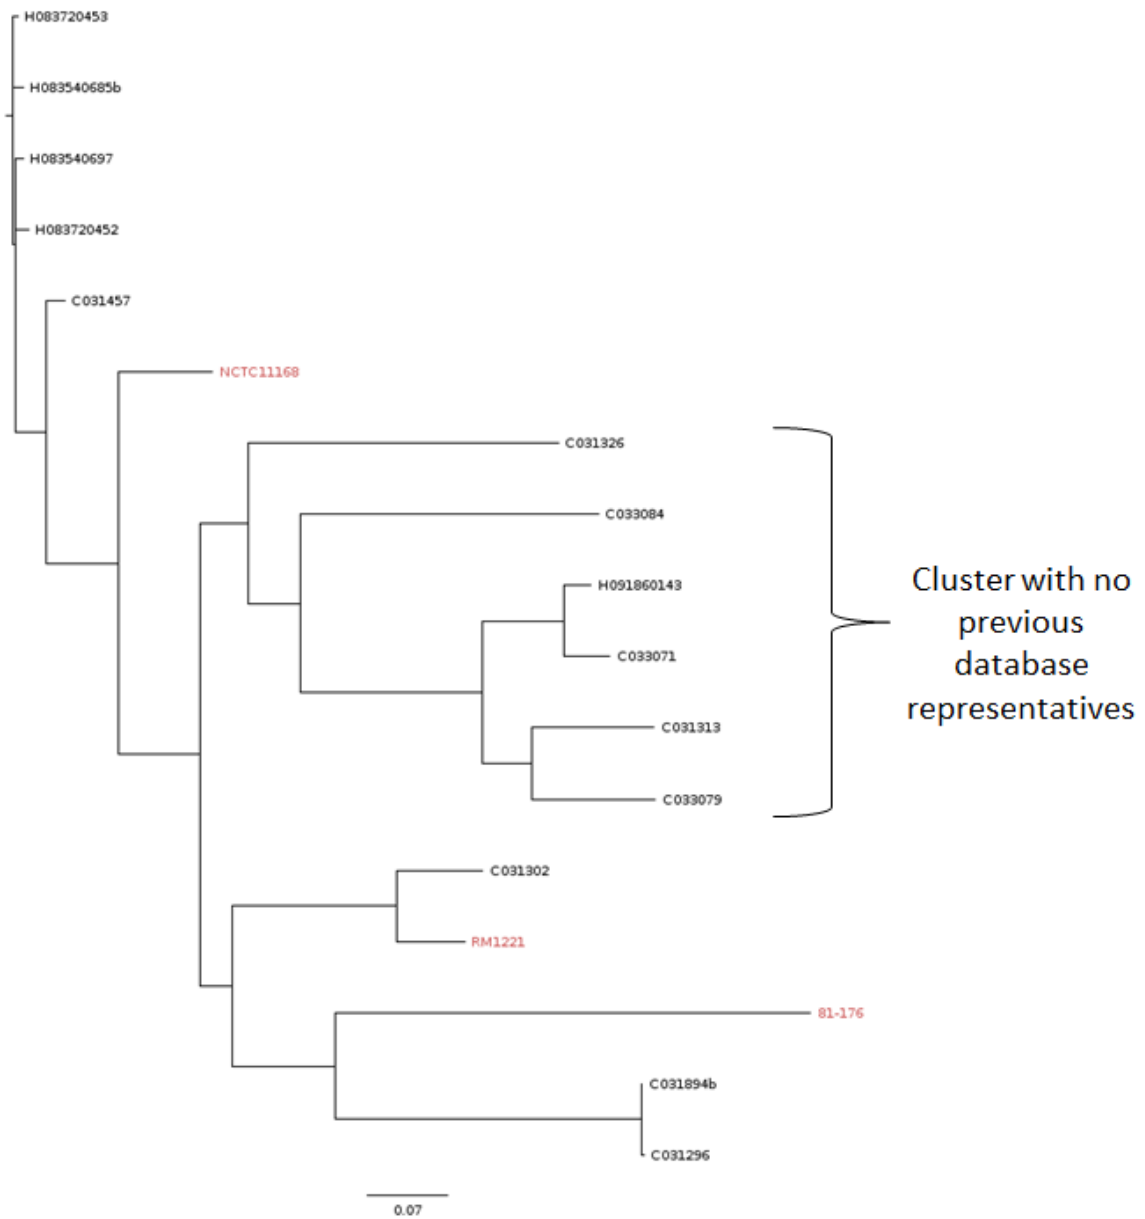 H083720453
H083540685b
H083540697
H083720452
C031457
NCTC11168
C031326
C033084
H091860143
C033071
C031313
C033079
Cluster with no
previous
database
representatives
C031302
RM1221
81-176
C031894b
C031296
0.07